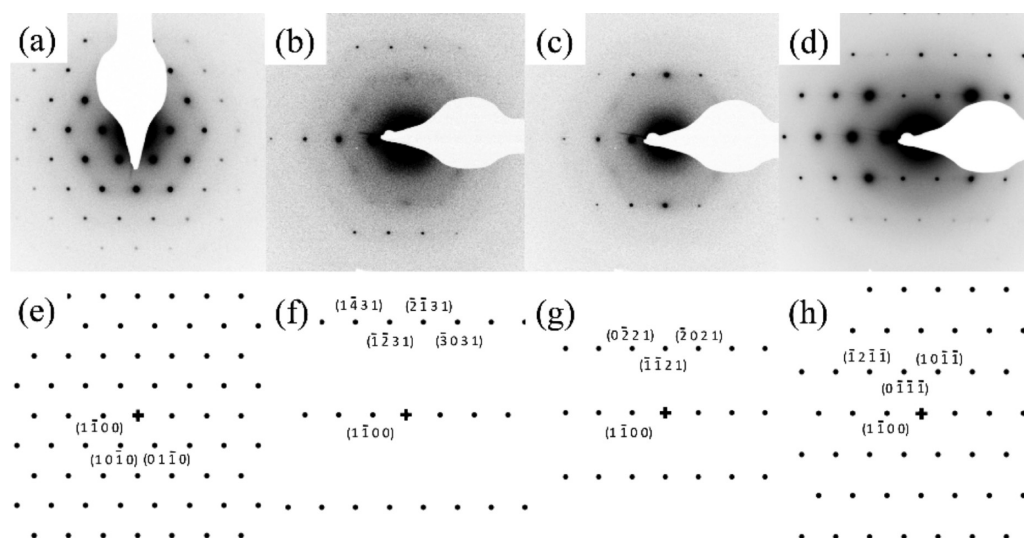 (a) (b) (c) (d)
(e)
(1 1̄ 0 0)
(1 0 1̄ 0) (0 1 1̄ 0)
(f)
(1 4̄ 3 1) (2̄ 1̄ 3 1)
(1̄ 2̄ 3 1) (3̄ 0 3 1)
(1 1̄ 0 0)
(g)
(0 2̄ 2 1) (2̄ 0 2 1)
(1̄ 1̄ 2 1)
(1 1̄ 0 0)
(h)
(1̄ 2 1̄ 1̄) (1 0 1̄ 1̄)
(0 1̄ 1̄ 1̄)
(1 1̄ 0 0)